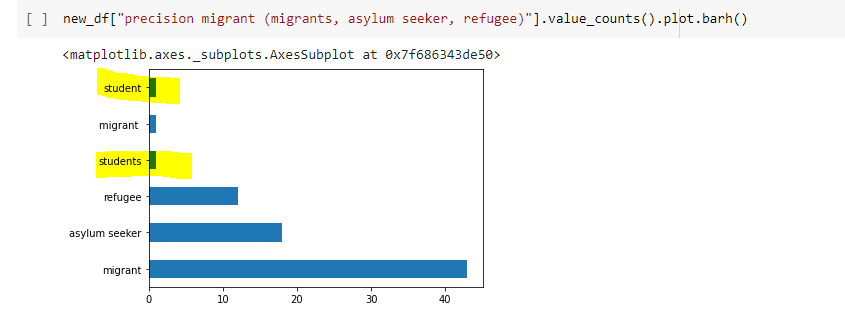 [ ] new_df["precision migrant (migrants, asylum seeker, refugee)"].value_counts().plot.barh()
<matplotlib.axes._subplots.AxesSubplot at 0x7f686343de50>
student
migrant
students
refugee
asylum seeker
migrant
0 10 20 30 40